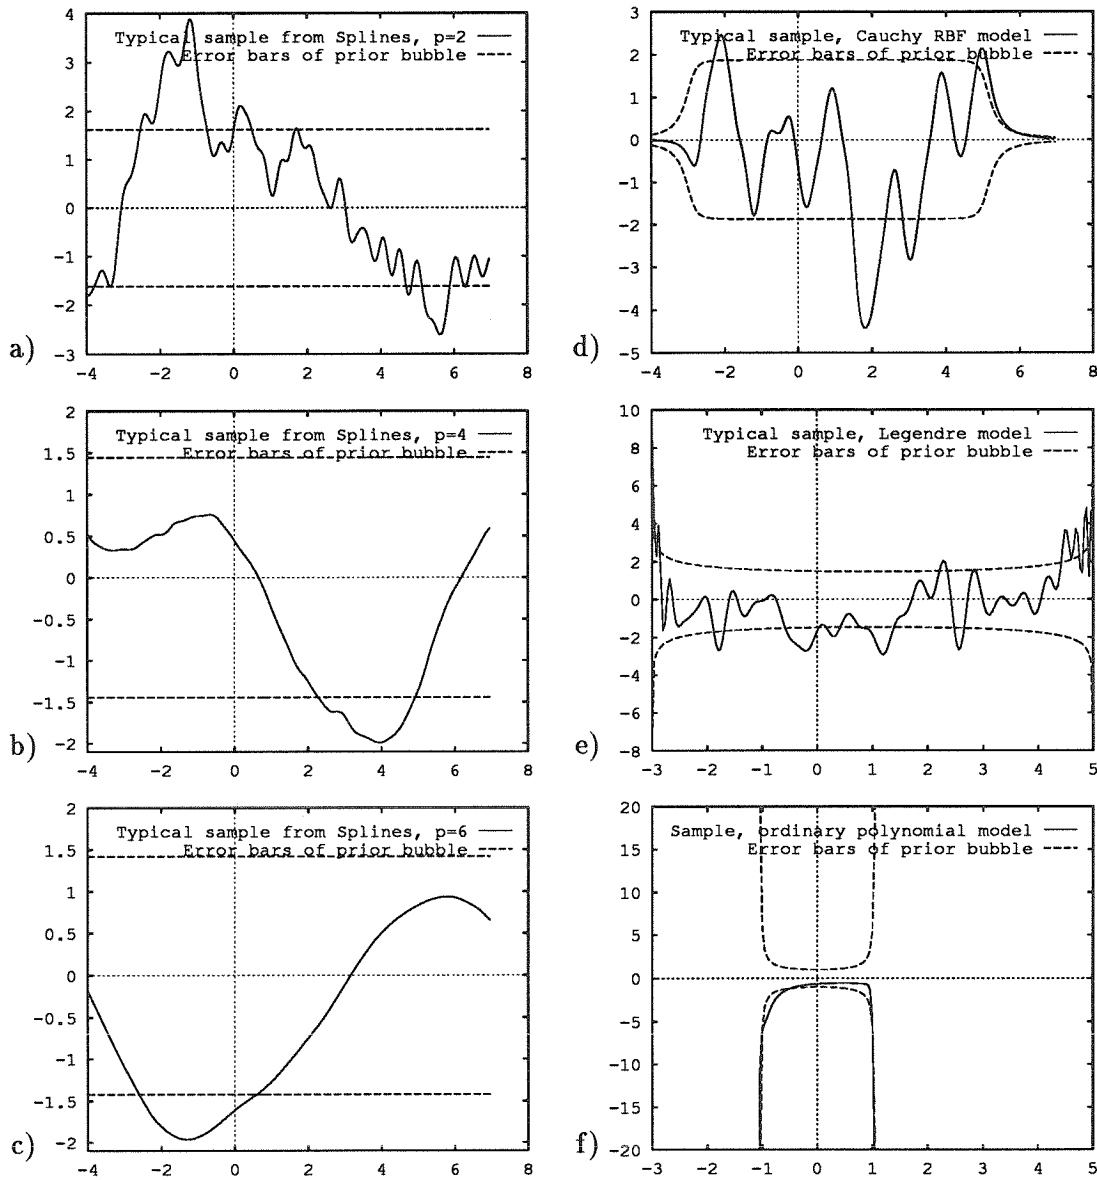 Typical sample from Splines, p=2
Error bars of prior bubble
4
3
2
1
0
-1
-2
-3
a)
-4 -2 0 2 4 6 8
Typical sample, Cauchy RBF model
Error bars of prior bubble
3
2
1
0
-1
-2
-3
-4
-5
d)
-4 -2 0 2 4 6 8
Typical sample from Splines, p=4
Error bars of prior bubble
2
1.5
1
0.5
0
-0.5
-1
-1.5
-2
b)
-4 -2 0 2 4 6 8
Typical sample, Legendre model
Error bars of prior bubble
10
8
6
4
2
0
-2
-4
-6
-8
e)
-3 -2 -1 0 1 2 3 4 5
Typical sample from Splines, p=6
Error bars of prior bubble
2
1.5
1
0.5
0
-0.5
-1
-1.5
-2
c)
-4 -2 0 2 4 6 8
Sample, ordinary polynomial model
Error bars of prior bubble
20
15
10
5
0
-5
-10
-15
-20
f)
-3 -2 -1 0 1 2 3 4 5